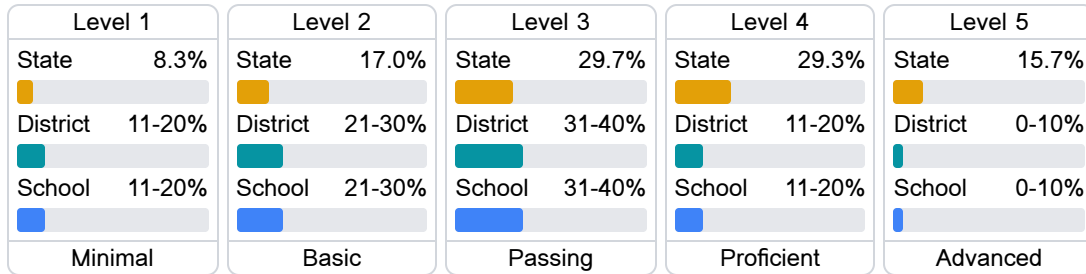 Level 1
State 8.3%
District 11-20%
School 11-20%
Minimal
Level 2
State 17.0%
District 21-30%
School 21-30%
Basic
Level 3
State 29.7%
District 31-40%
School 31-40%
Passing
Level 4
State 29.3%
District 11-20%
School 11-20%
Proficient
Level 5
State 15.7%
District 0-10%
School 0-10%
Advanced